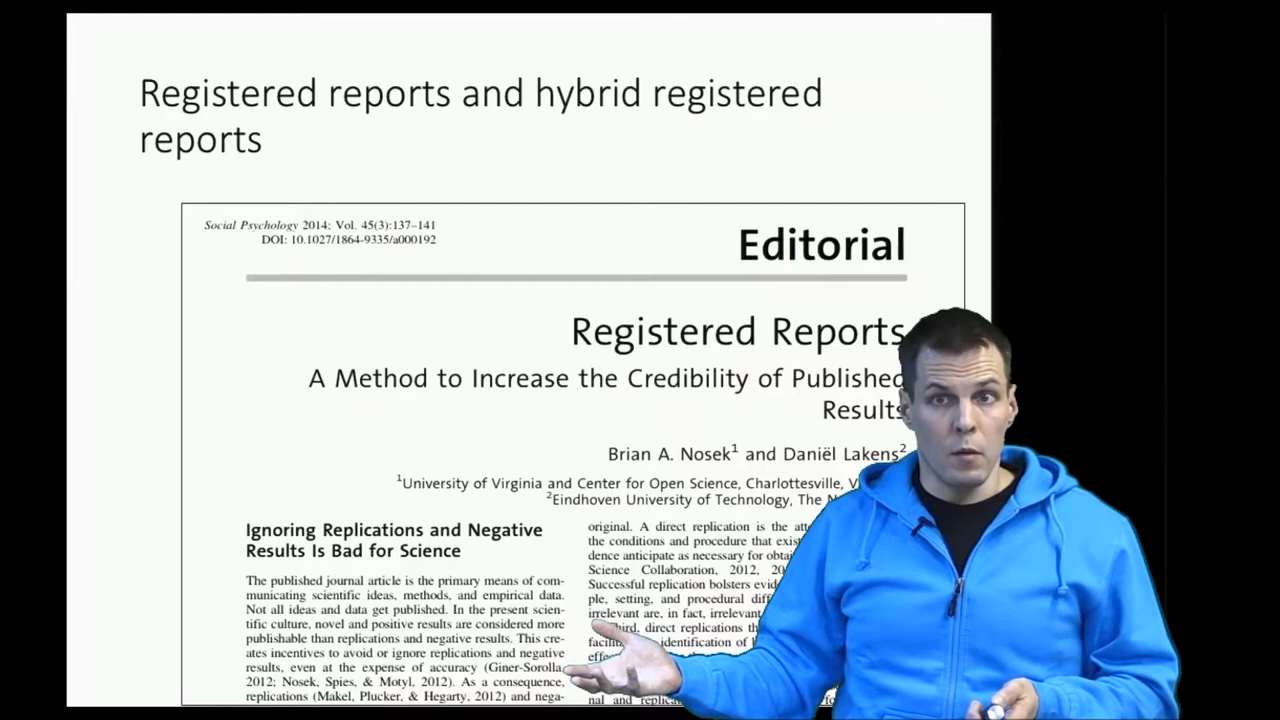 Registered reports and hybrid registered
reports
Social Psychology 2014; Vol. 45(3):137–141
DOI: 10.1027/1864-9335/a000192
Editorial
Registered Reports
A Method to Increase the Credibility of Published
Results
Brian A. Nosek1 and Daniël Lakens2
1University of Virginia and Center for Open Science, Charlottesville,
2Eindhoven University of Technology, The
Ignoring Replications and Negative
Results Is Bad for Science
The published journal article is the primary means of com-
municating scientific ideas, methods, and empirical data.
Not all ideas and data get published. In the present scien-
tific culture, novel and positive results are considered more
publishable than replications and negative results. This cre-
ates incentives to avoid or ignore replications and negative
results, even at the expense of accuracy (Giner-Sorolla,
2012; Nosek, Spies, & Motyl, 2012). As a consequence,
replications (Makel, Plucker, & Hegarty, 2012) and nega-
original. A direct replication is the
the conditions and procedure that
dence anticipate as necessary for
Science Collaboration, 2012,
Successful replication bolsters
ple, setting, and procedural
irrelevant are, in fact, irrelevant
direct replications
identification of
nal and